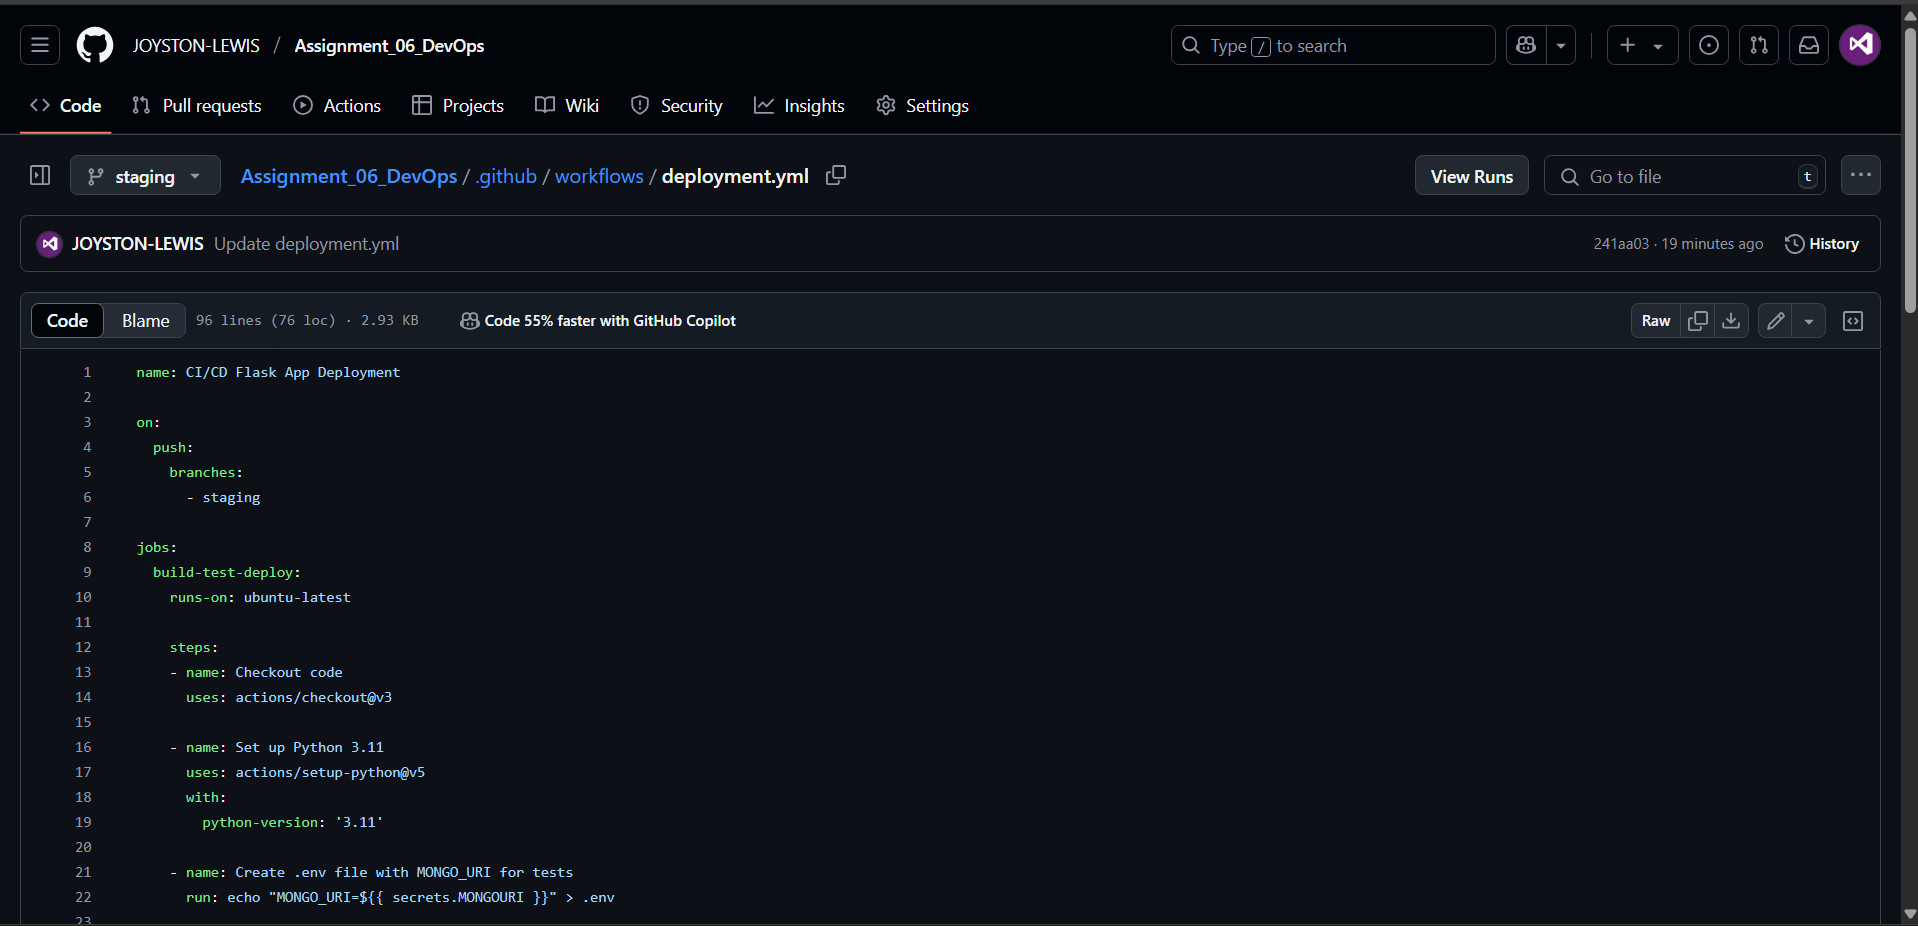 JOYSTON-LEWIS / Assignment_06_DevOps
Type / to search
Code Pull requests Actions Projects Wiki Security Insights Settings
staging Assignment_06_DevOps / .github / workflows / deployment.yml
View Runs Go to file t
JOYSTON-LEWIS Update deployment.yml
241aa03 · 19 minutes ago History
Code Blame 96 lines (76 loc) · 2.93 KB Code 55% faster with GitHub Copilot
Raw
1 name: CI/CD Flask App Deployment
2
3 on:
4 push:
5 branches:
6 - staging
7
8 jobs:
9 build-test-deploy:
10 runs-on: ubuntu-latest
11
12 steps:
13 - name: Checkout code
14 uses: actions/checkout@v3
15
16 - name: Set up Python 3.11
17 uses: actions/setup-python@v5
18 with:
19 python-version: '3.11'
20
21 - name: Create .env file with MONGO_URI for tests
22 run: echo "MONGO_URI=${{ secrets.MONGOURI }}" > .env
23